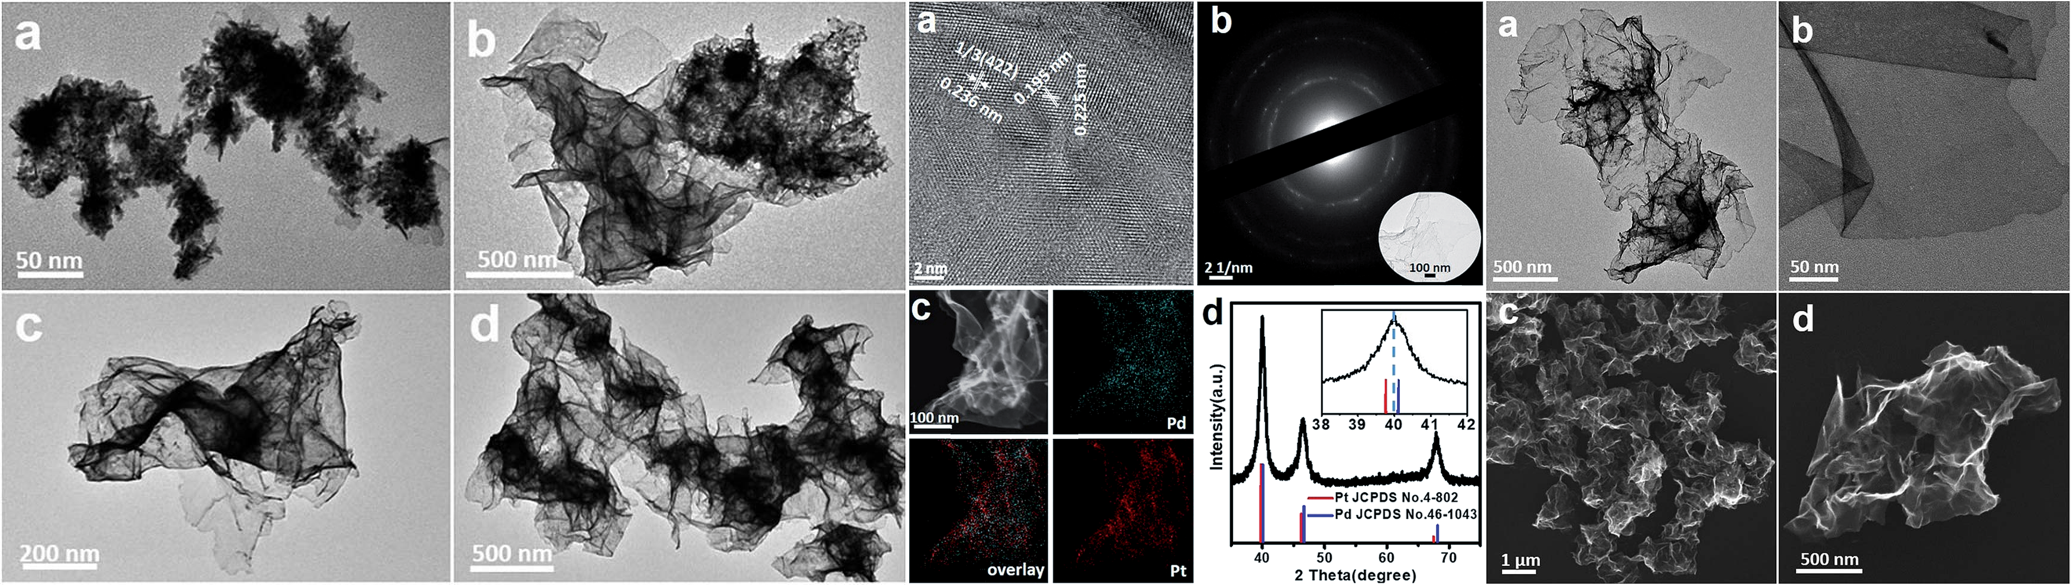 a
50 nm
b
500 nm
c
200 nm
d
500 nm
a
1/3(422)
0.236 nm
0.195 nm
0.225 nm
2 nm
b
2 1/nm
100 nm
c
100 nm
Pd
overlay
Pt
d
Intensity(a.u.)
38 39 40 41 42
Pt JCPDS No.4-802
Pd JCPDS No.46-1043
40 50 60 70
2 Theta(degree)
a
500 nm
b
50 nm
c
1 μm
d
500 nm